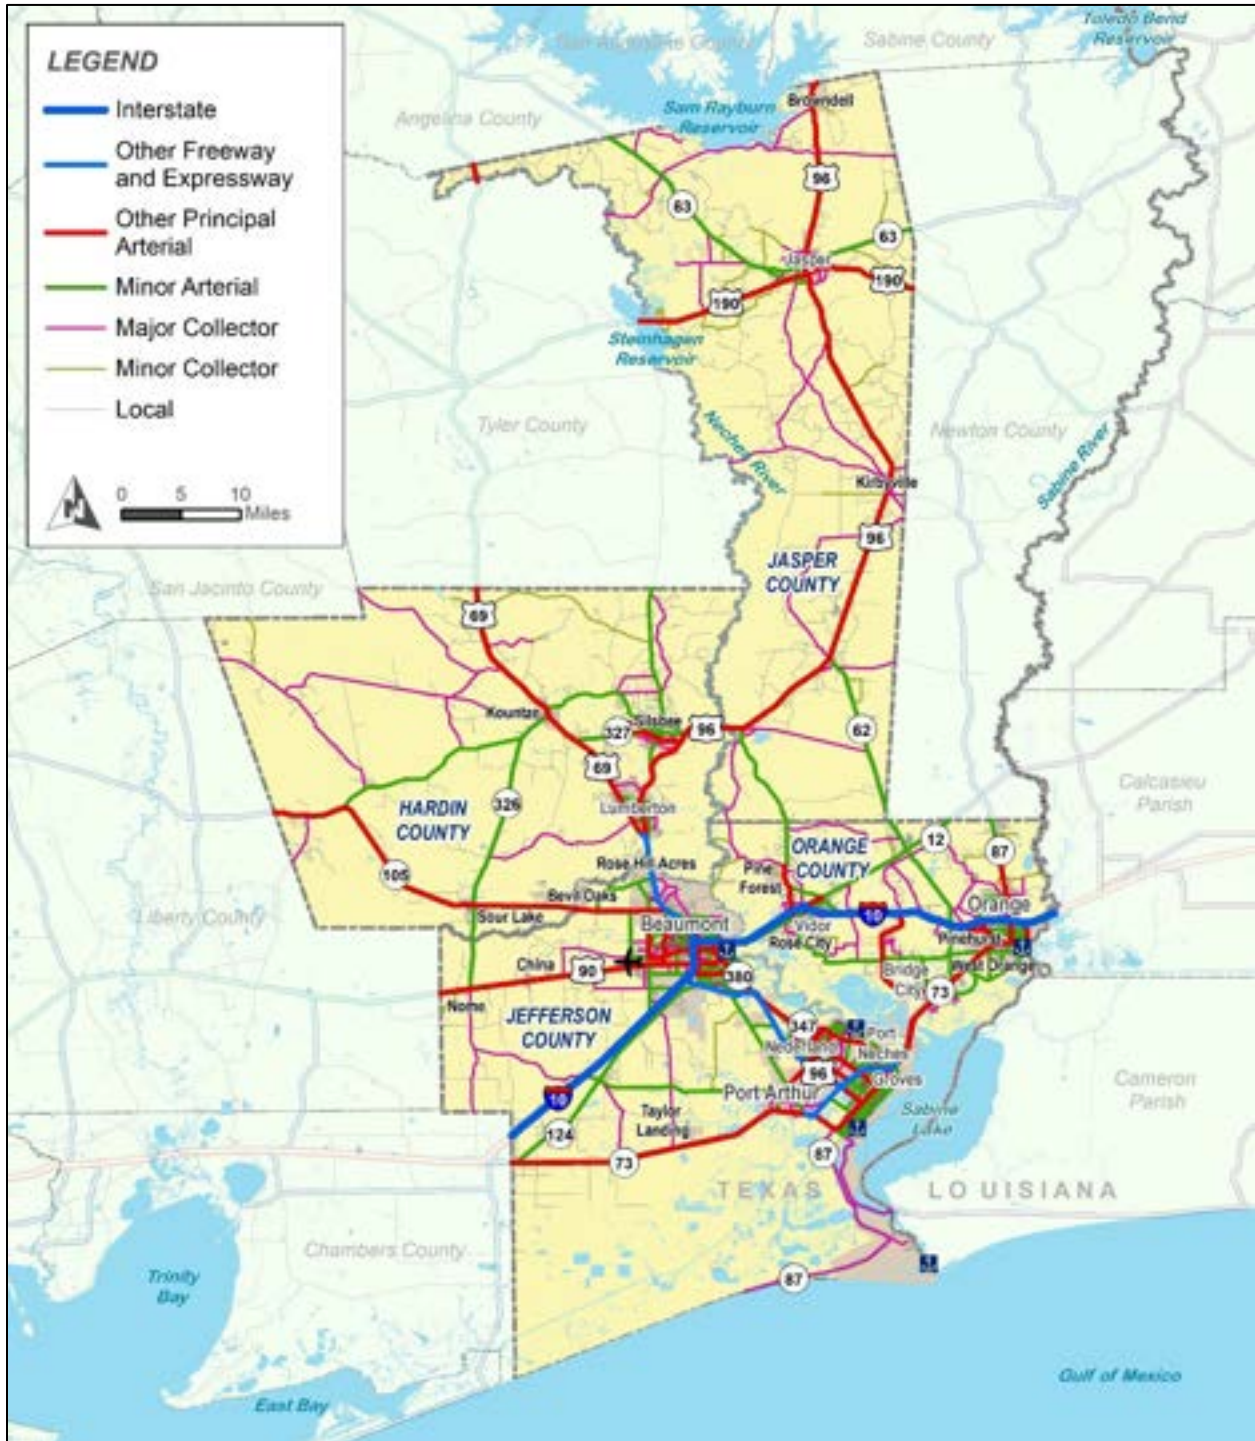 LEGEND
Interstate
Other Freeway
and Expressway
Other Principal
Arterial
Minor Arterial
Major Collector
Minor Collector
Local
N
0 5 10
Miles
San Augustine County
Sabine County
Toledo Bend
Reservoir
Angelina County
Sam Rayburn
Reservoir
Browndell
96
63
63
Jasper
190
190
Steinhagen
Reservoir
Tyler County
Neches River
Newton County
Sabine River
Kirbyville
96
JASPER
COUNTY
San Jacinto County
69
Kountze
Silsbee
327
96
62
69
Calcasieu
Parish
HARDIN
COUNTY
326
Lumberton
ORANGE
COUNTY
12
87
105
Rose Hill Acres
Pine
Forest
Bevil Oaks
Liberty County
Sour Lake
Beaumont
10
Orange
Vidor
Rose City
Pinehurst
West Orange
China
90
380
Bridge
City
73
Nome
JEFFERSON
COUNTY
347
Port
Neches
Nederland
96
Groves
Port Arthur
Cameron
Parish
10
124
Taylor
Landing
Sabine
Lake
73
87
TEXAS
LOUISIANA
Chambers County
Trinity
Bay
87
East Bay
Gulf of Mexico